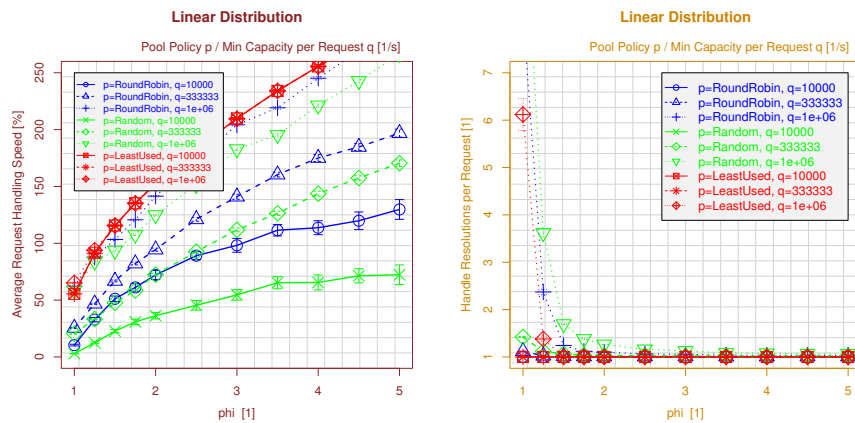 Linear Distribution
Pool Policy p / Min Capacity per Request q [1/s]
Average Request Handling Speed [%]
250
200
150
100
50
0
p=RoundRobin, q=10000
p=RoundRobin, q=333333
p=RoundRobin, q=1e+06
p=Random, q=10000
p=Random, q=333333
p=Random, q=1e+06
p=LeastUsed, q=10000
p=LeastUsed, q=333333
p=LeastUsed, q=1e+06
1 2 3 4 5
phi [1]
Linear Distribution
Pool Policy p / Min Capacity per Request q [1/s]
Handle Resolutions per Request [1]
7
6
5
4
3
2
1
p=RoundRobin, q=10000
p=RoundRobin, q=333333
p=RoundRobin, q=1e+06
p=Random, q=10000
p=Random, q=333333
p=Random, q=1e+06
p=LeastUsed, q=10000
p=LeastUsed, q=333333
p=LeastUsed, q=1e+06
1 2 3 4 5
phi [1]